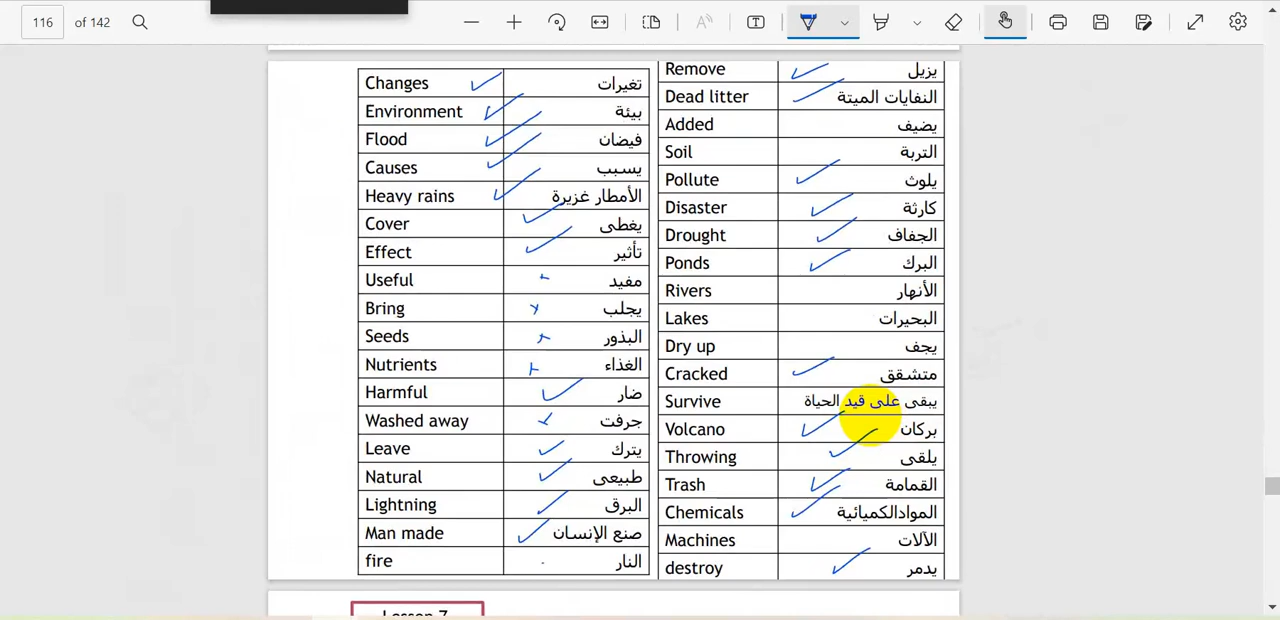 116 of 142
Changes تغيرات
Environment بيئة
Flood فيضان
Causes يسبب
Heavy rains الأمطار غزيرة
Cover يغطى
Effect تأثير
Useful مفيد
Bring يجلب
Seeds البذور
Nutrients الغذاء
Harmful ضار
Washed away جرفت
Leave يترك
Natural طبيعى
Lightning البرق
Man made صنع الإنسان
fire النار
Remove يزيل
Dead litter النفايات الميتة
Added يضيف
Soil التربة
Pollute يلوث
Disaster كارثة
Drought الجفاف
Ponds البرك
Rivers الأنهار
Lakes البحيرات
Dry up يجف
Cracked متشقق
Survive يبقى على قيد الحياة
Volcano بركان
Throwing يلقى
Trash القمامة
Chemicals الموادالكميائية
Machines الآلات
destroy يدمر
Lesson 7